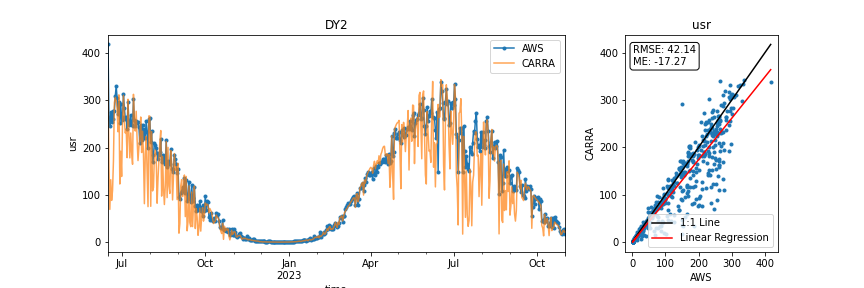 DY2
usr
AWS
CARRA
400
300
200
100
0
usr
Jul
Oct
Jan
2023
Apr
Jul
Oct
time
usr
RMSE: 42.14
ME: -17.27
400
300
200
100
0
CARRA
1:1 Line
Linear Regression
0
100
200
300
400
AWS